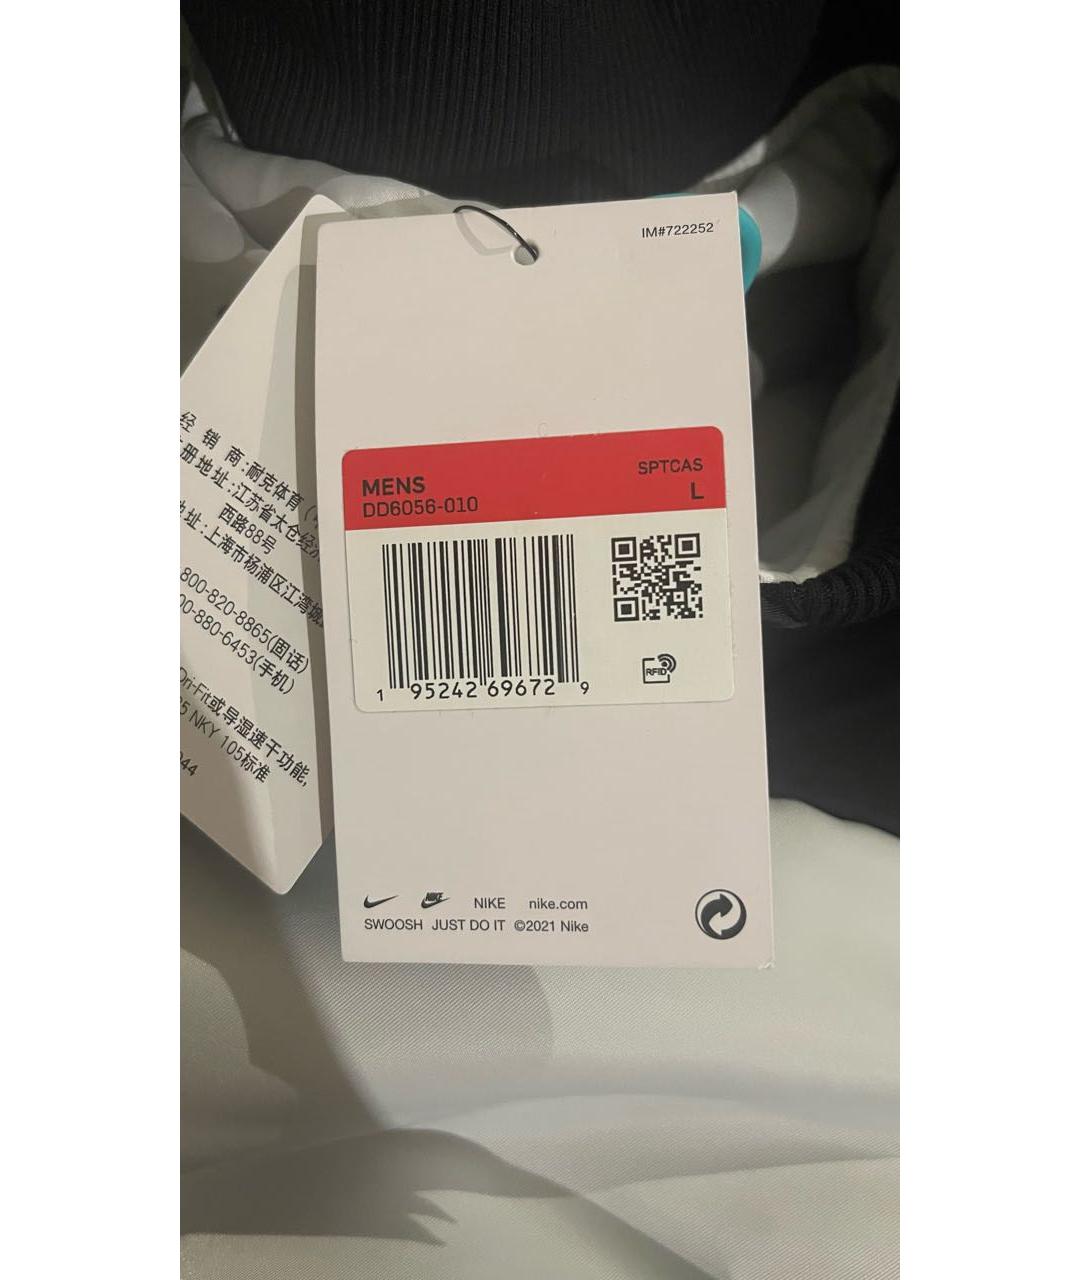 IM#722252
MENS
SPTCAS
DD6056-010
L
1 95242 69672 9
RFID
NIKE
NIKE nike.com
SWOOSH JUST DO IT ©2021 Nike
经 销 商:耐克体育(
册地址:江苏省太仓经
西路88号
地址:上海市杨浦区江湾城
800-820-8865(固话)
00-880-6453(手机)
Dri-Fit或导湿速干功能,
5 NKY 105标准
44